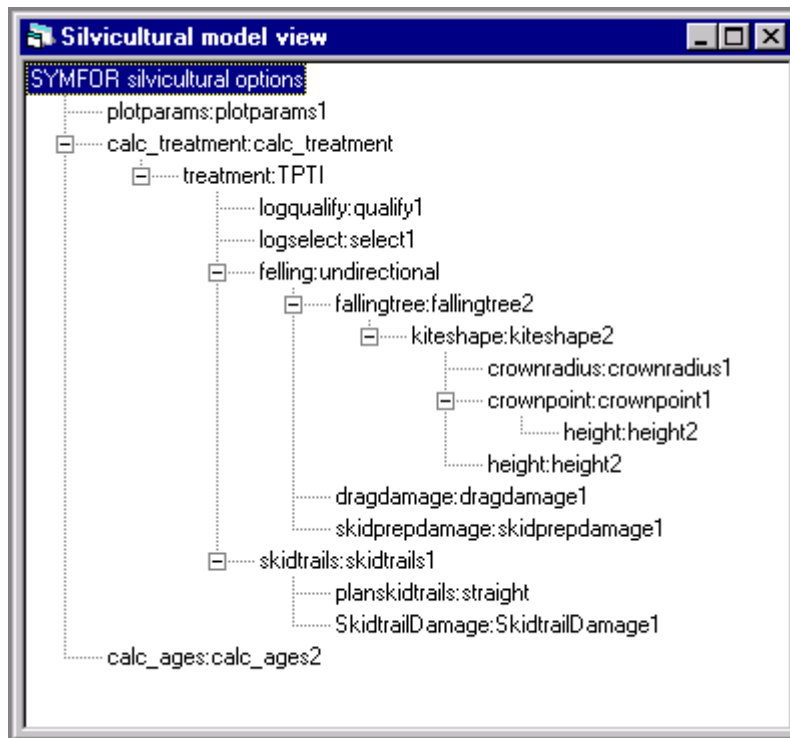 Silvicultural model view
SYMFOR silvicultural options
plotparams:plotparams1
calc_treatment:calc_treatment
treatment:TPTI
logqualify:qualify1
logselect:select1
felling:undirectional
fallingtree:fallingtree2
kiteshape:kiteshape2
crownradius:crownradius1
crownpoint:crownpoint1
height:height2
height:height2
dragdamage:dragdamage1
skidprepdamage:skidprepdamage1
skidtrails:skidtrails1
planskidtrails:straight
SkidtrailDamage:SkidtrailDamage1
calc_ages:calc_ages2